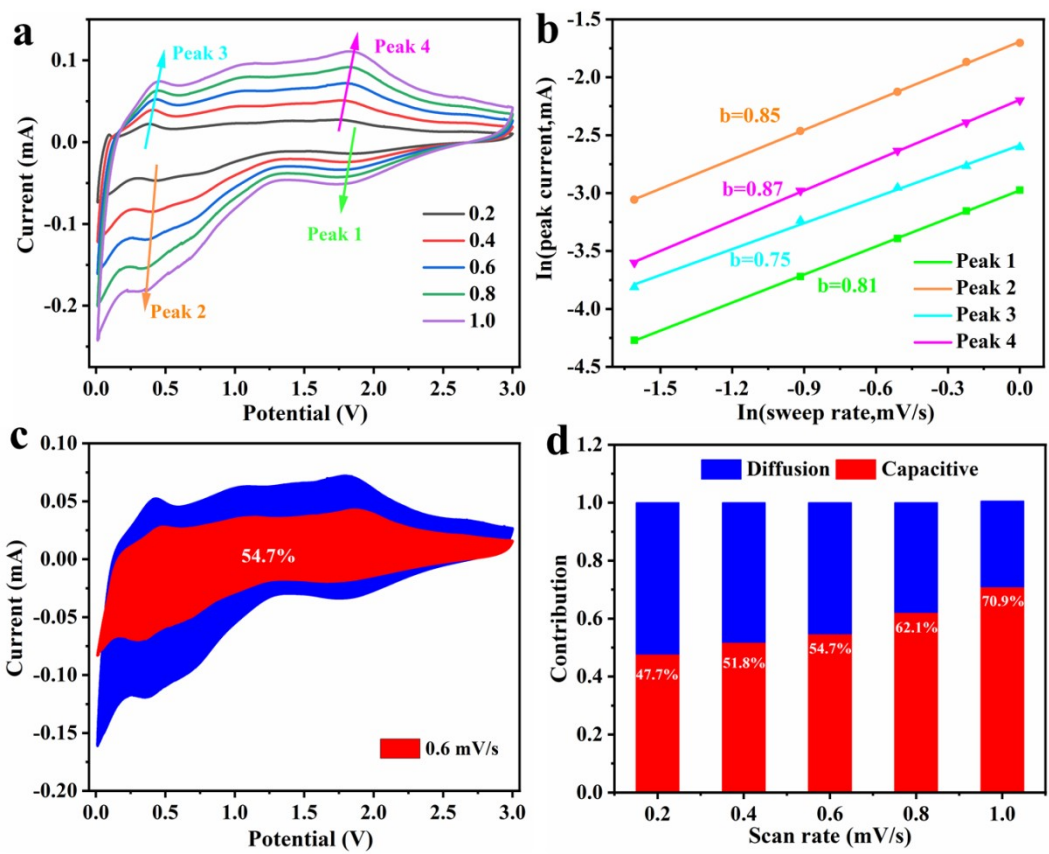 a
Peak 3
Peak 4
Peak 1
Peak 2
0.2
0.4
0.6
0.8
1.0
0.1
0.0
-0.1
-0.2
Current (mA)
0.0
0.5
1.0
1.5
2.0
2.5
3.0
Potential (V)
b
b=0.85
b=0.87
b=0.75
b=0.81
Peak 1
Peak 2
Peak 3
Peak 4
-1.5
-2.0
-2.5
-3.0
-3.5
-4.0
-4.5
In(peak current,mA)
-1.5
-1.2
-0.9
-0.6
-0.3
0.0
In(sweep rate,mV/s)
c
54.7%
0.6 mV/s
0.10
0.05
0.00
-0.05
-0.10
-0.15
-0.20
Current (mA)
0.0
0.5
1.0
1.5
2.0
2.5
3.0
Potential (V)
d
Diffusion
Capacitive
47.7%
51.8%
54.7%
62.1%
70.9%
1.2
1.0
0.8
0.6
0.4
0.2
0.0
Contribution
0.2
0.4
0.6
0.8
1.0
Scan rate (mV/s)